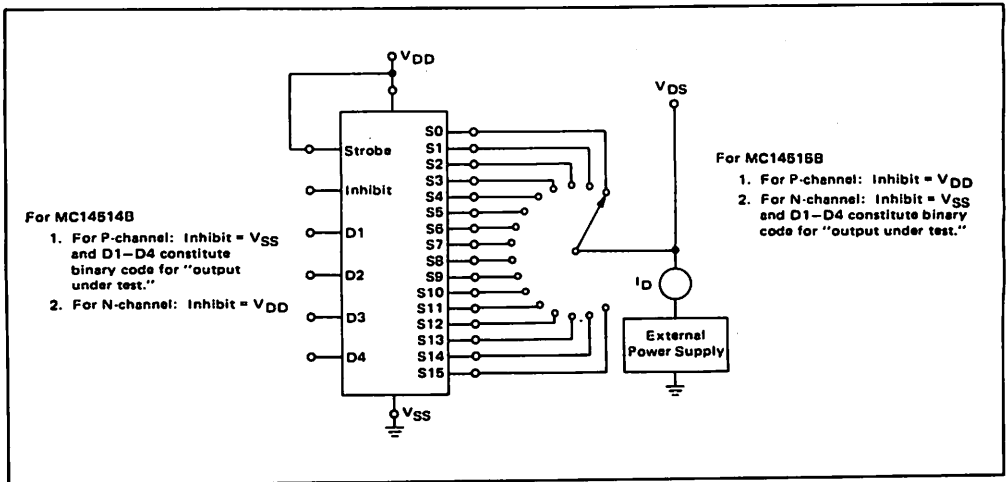 VDD
VDS
Strobe
Inhibit
D1
D2
D3
D4
S0
S1
S2
S3
S4
S5
S6
S7
S8
S9
S10
S11
S12
S13
S14
S15
VSS
For MC14514B
1. For P-channel: Inhibit = VSS
and D1–D4 constitute
binary code for "output
under test."
2. For N-channel: Inhibit = VDD
For MC14515B
1. For P-channel: Inhibit = VDD
2. For N-channel: Inhibit = VSS
and D1–D4 constitute binary
code for "output under test."
ID
External
Power Supply